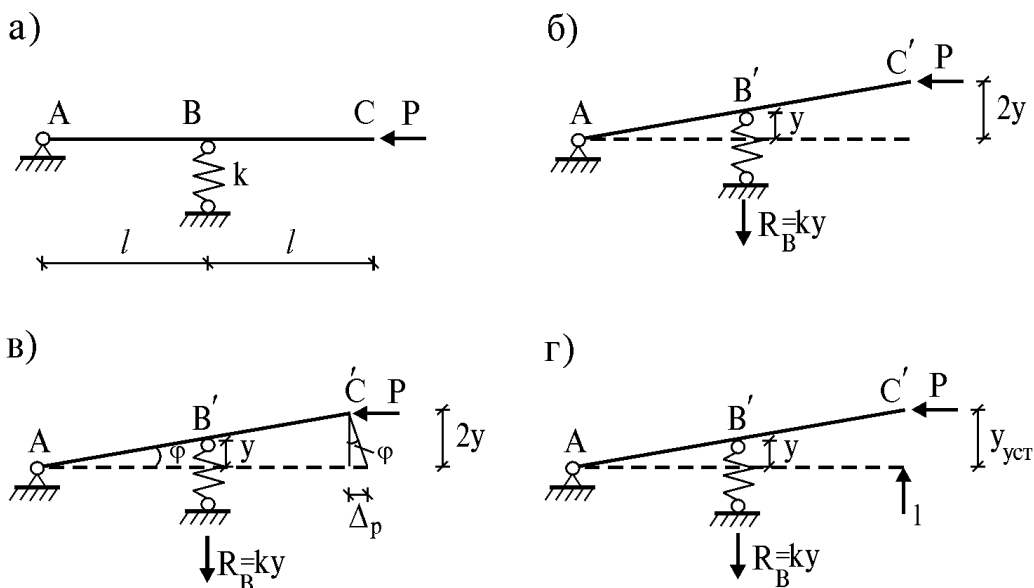 а)
A B C P
k
l l
б)
A B′ C′ P
y 2y
R_B=ky
в)
A B′ C′ P
φ y φ 2y
Δ_p
R_B=ky
г)
A B′ C′ P
y y_уст
1
R_B=ky